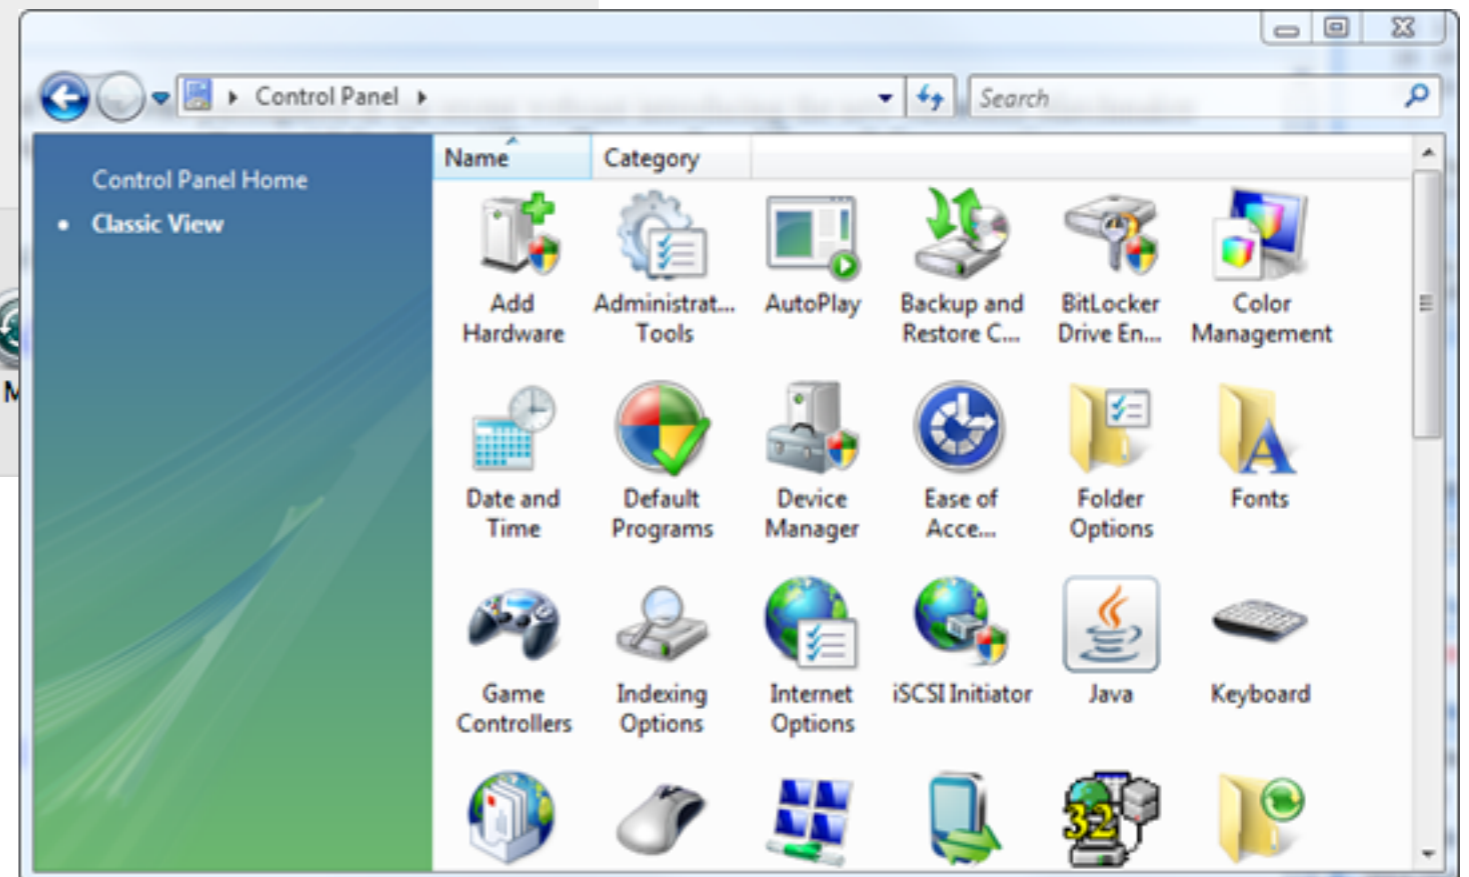 Control Panel
Search
Control Panel Home
Classic View
Name Category
Add Hardware
Administrat... Tools
AutoPlay
Backup and Restore C...
BitLocker Drive En...
Color Management
Date and Time
Default Programs
Device Manager
Ease of Acce...
Folder Options
Fonts
Game Controllers
Indexing Options
Internet Options
iSCSI Initiator
Java
Keyboard
32
M